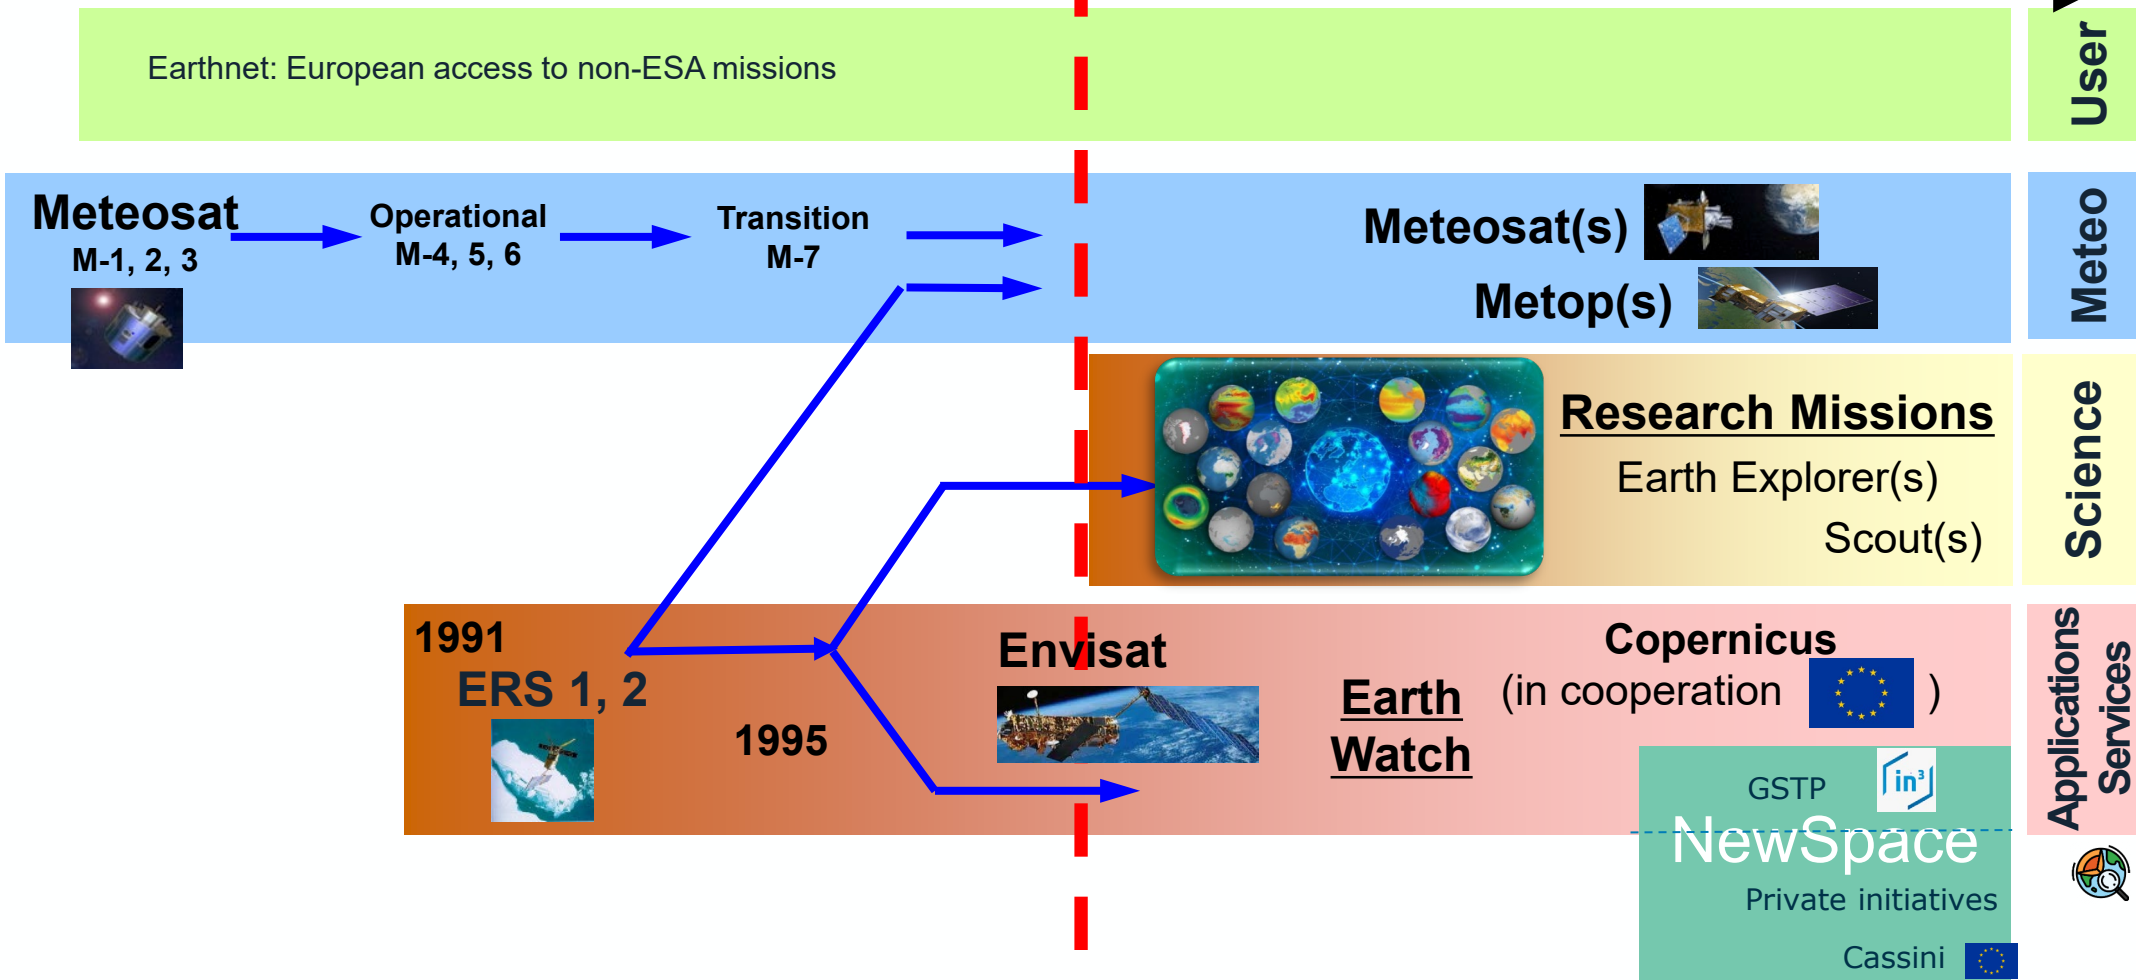 Earthnet: European access to non-ESA missions
User
Meteosat
M-1, 2, 3
Operational
M-4, 5, 6
Transition
M-7
Meteosat(s)
Metop(s)
Meteo
Research Missions
Earth Explorer(s)
Scout(s)
Science
1991
ERS 1, 2
1995
Envisat
Earth
Watch
Copernicus
(in cooperation )
GSTP
in³
NewSpace
Private initiatives
Cassini
Applications
Services